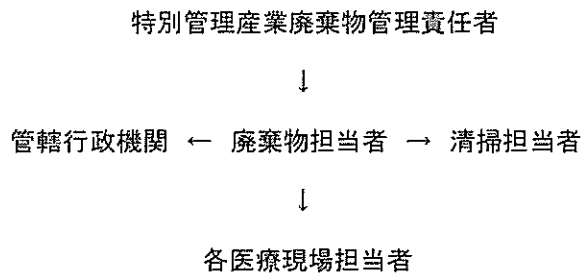 特別管理産業廃棄物管理責任者
↓
管轄行政機関 ← 廃棄物担当者 → 清掃担当者
↓
各医療現場担当者